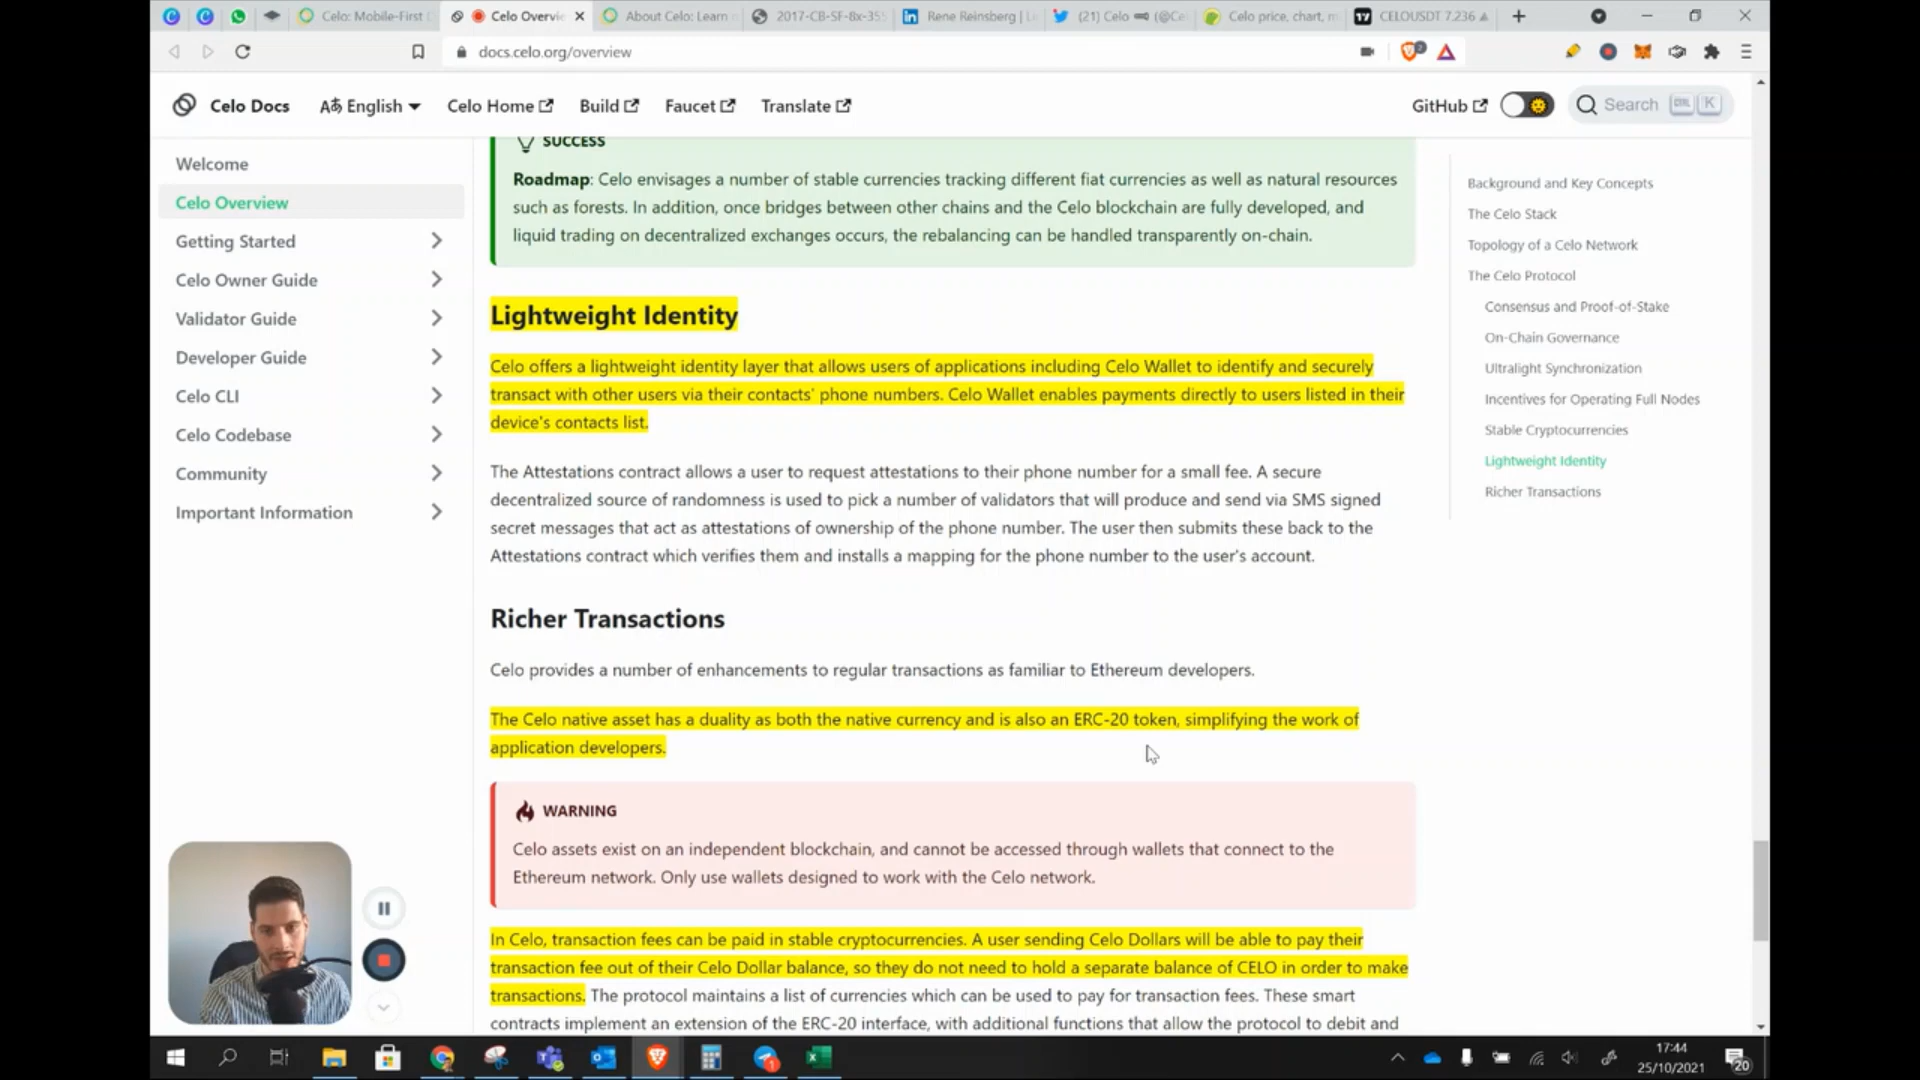 Celo: Mobile-First
Celo Overvie
About Celo: Learn
2017-CB-SF-8x-35
Rene Reinsberg | L
(21) Celo
Celo price, chart, m
CELOUSDT 7.236
docs.celo.org/overview
Celo Docs
English
Celo Home
Build
Faucet
Translate
GitHub
Search
CTRL
K
Welcome
Celo Overview
Getting Started
Celo Owner Guide
Validator Guide
Developer Guide
Celo CLI
Celo Codebase
Community
Important Information
SUCCESS
Roadmap: Celo envisages a number of stable currencies tracking different fiat currencies as well as natural resources
such as forests. In addition, once bridges between other chains and the Celo blockchain are fully developed, and
liquid trading on decentralized exchanges occurs, the rebalancing can be handled transparently on-chain.
Lightweight Identity
Celo offers a lightweight identity layer that allows users of applications including Celo Wallet to identify and securely
transact with other users via their contacts' phone numbers. Celo Wallet enables payments directly to users listed in their
device's contacts list.
The Attestations contract allows a user to request attestations to their phone number for a small fee. A secure
decentralized source of randomness is used to pick a number of validators that will produce and send via SMS signed
secret messages that act as attestations of ownership of the phone number. The user then submits these back to the
Attestations contract which verifies them and installs a mapping for the phone number to the user's account.
Richer Transactions
Celo provides a number of enhancements to regular transactions as familiar to Ethereum developers.
The Celo native asset has a duality as both the native currency and is also an ERC-20 token, simplifying the work of
application developers.
WARNING
Celo assets exist on an independent blockchain, and cannot be accessed through wallets that connect to the
Ethereum network. Only use wallets designed to work with the Celo network.
In Celo, transaction fees can be paid in stable cryptocurrencies. A user sending Celo Dollars will be able to pay their
transaction fee out of their Celo Dollar balance, so they do not need to hold a separate balance of CELO in order to make
transactions. The protocol maintains a list of currencies which can be used to pay for transaction fees. These smart
contracts implement an extension of the ERC-20 interface, with additional functions that allow the protocol to debit and
Background and Key Concepts
The Celo Stack
Topology of a Celo Network
The Celo Protocol
Consensus and Proof-of-Stake
On-Chain Governance
Ultralight Synchronization
Incentives for Operating Full Nodes
Stable Cryptocurrencies
Lightweight Identity
Richer Transactions
17:44
25/10/2021
20